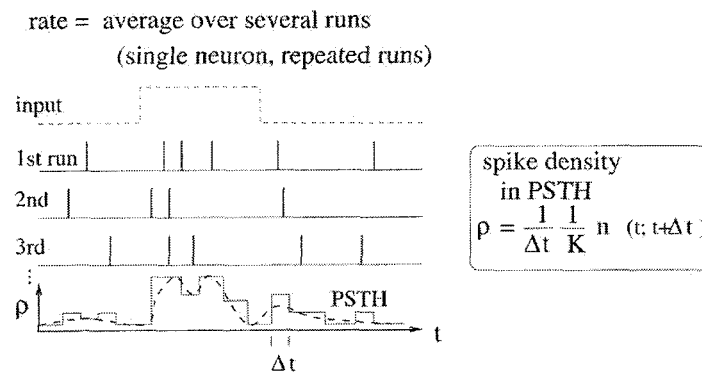 rate = average over several runs
(single neuron, repeated runs)
input
1st run
2nd
3rd
...
ρ
PSTH
t
Δt
spike density
in PSTH
ρ = 1/Δt 1/K n (t; t+Δt)